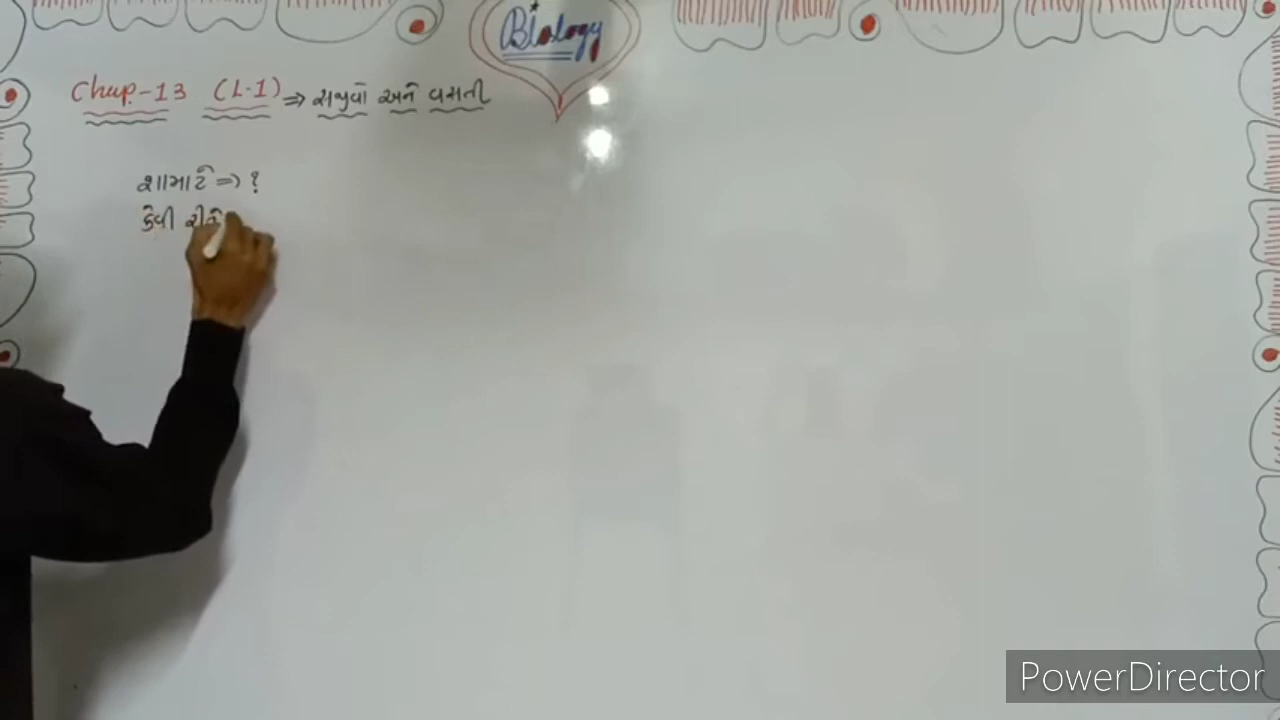 Biology
Chap-13 (L-1) ⇒ સજીવો અને વસતી
શામાટે ⇒ ?
કેવી રીતે
PowerDirector